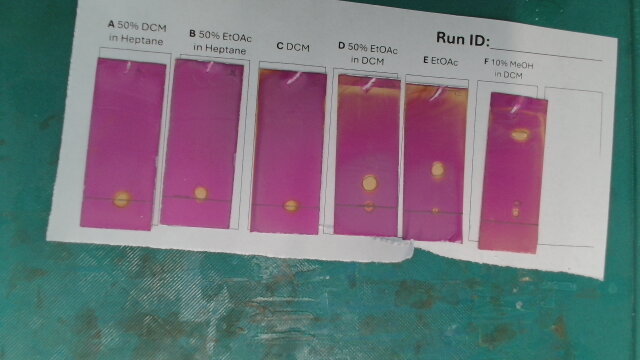 Run ID:
A 50% DCM
in Heptane
B 50% EtOAc
in Heptane
C DCM
D 50% EtOAc
in DCM
E EtOAc
F 10% MeOH
in DCM